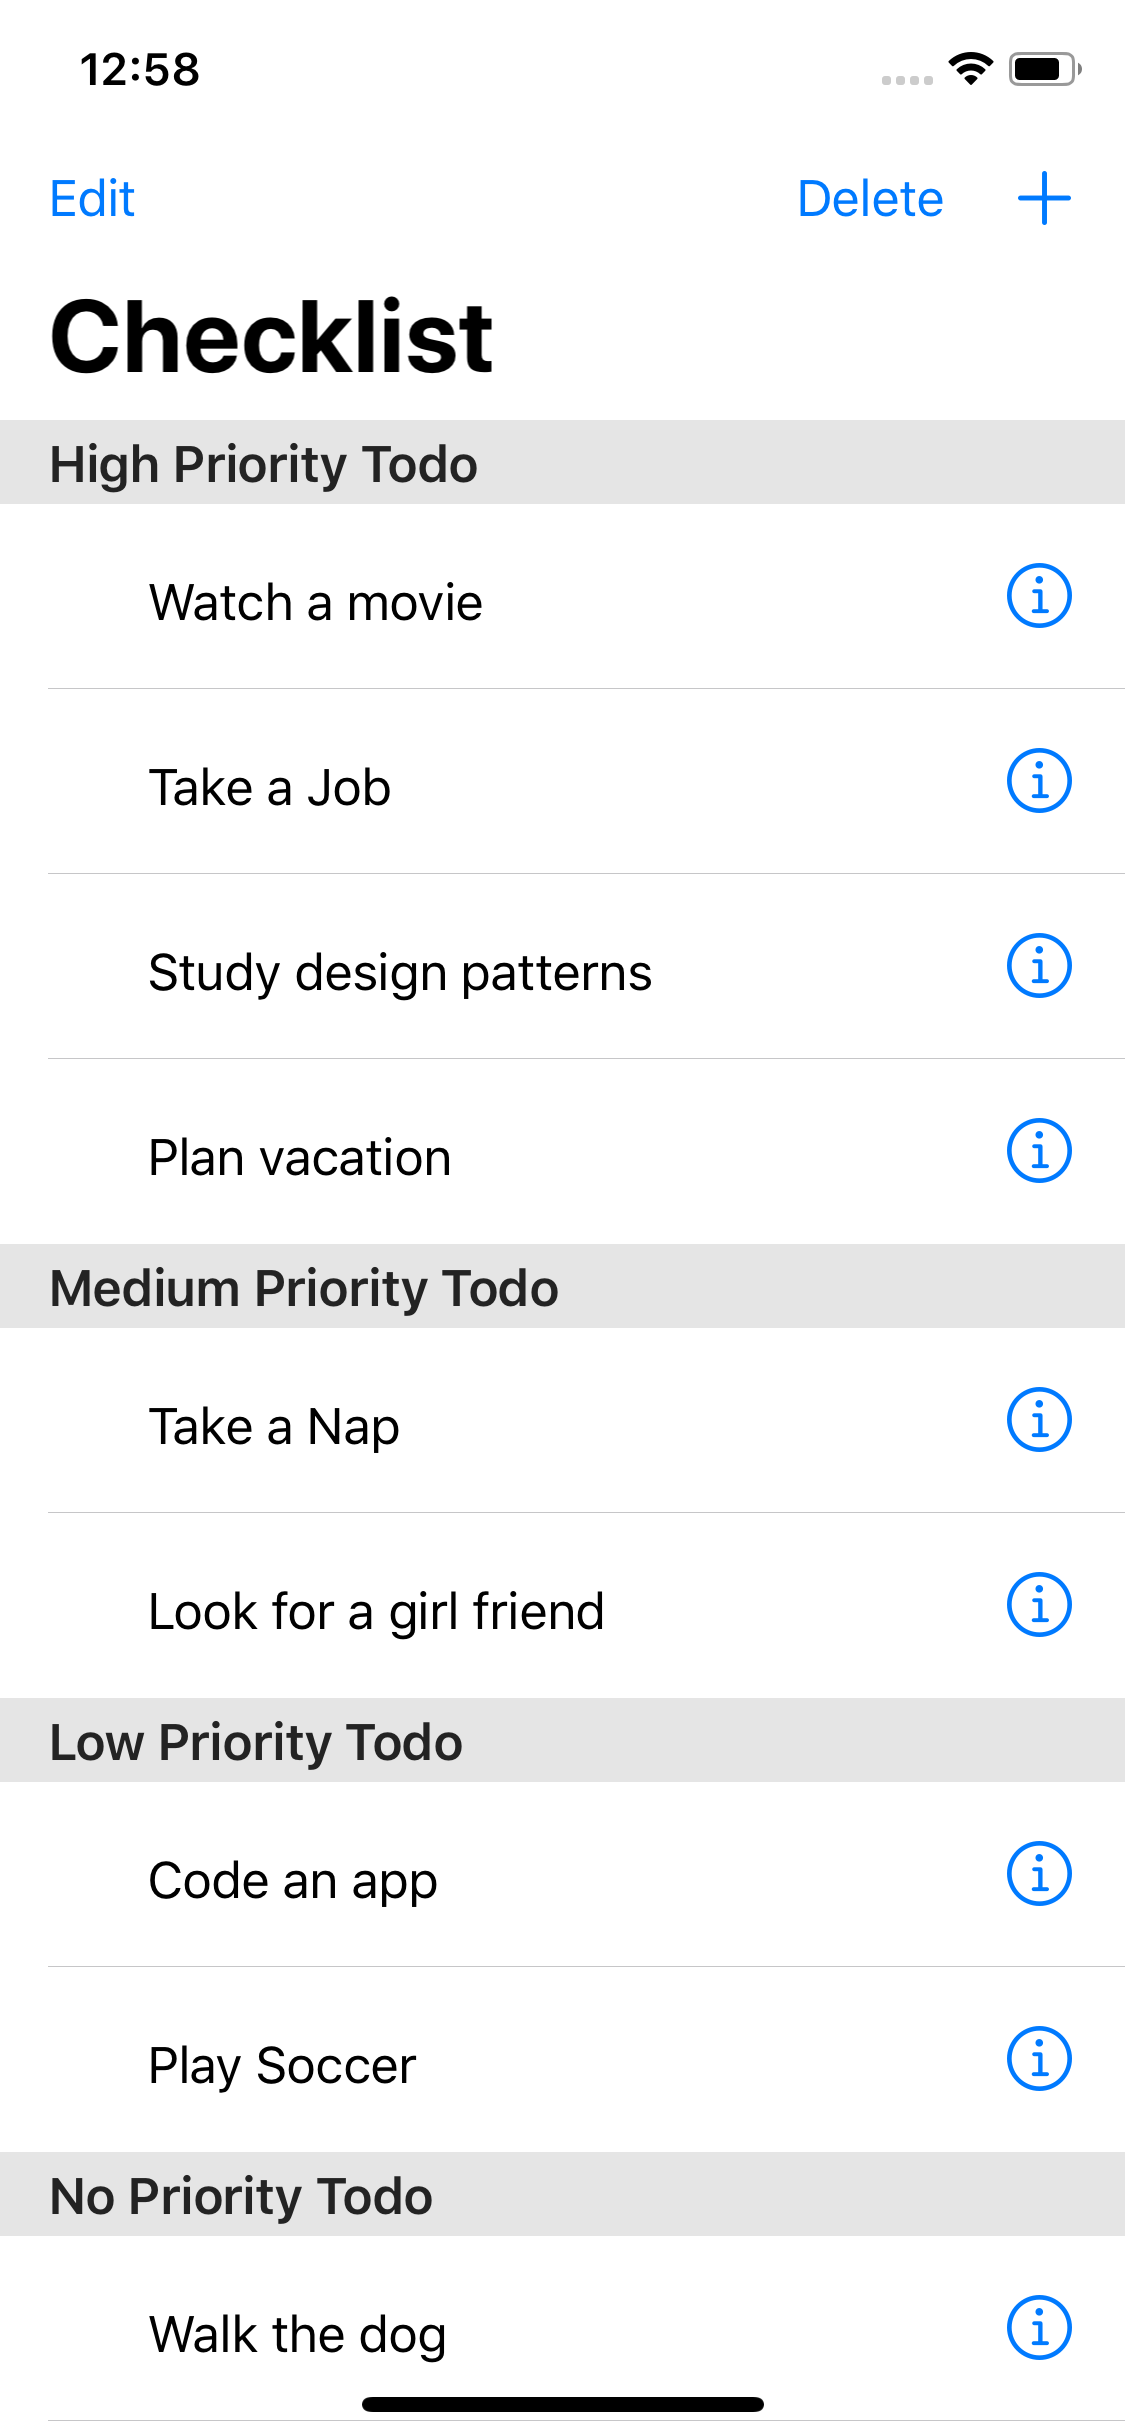 12:58
Edit Delete
Checklist
High Priority Todo
Watch a movie
Take a Job
Study design patterns
Plan vacation
Medium Priority Todo
Take a Nap
Look for a girl friend
Low Priority Todo
Code an app
Play Soccer
No Priority Todo
Walk the dog